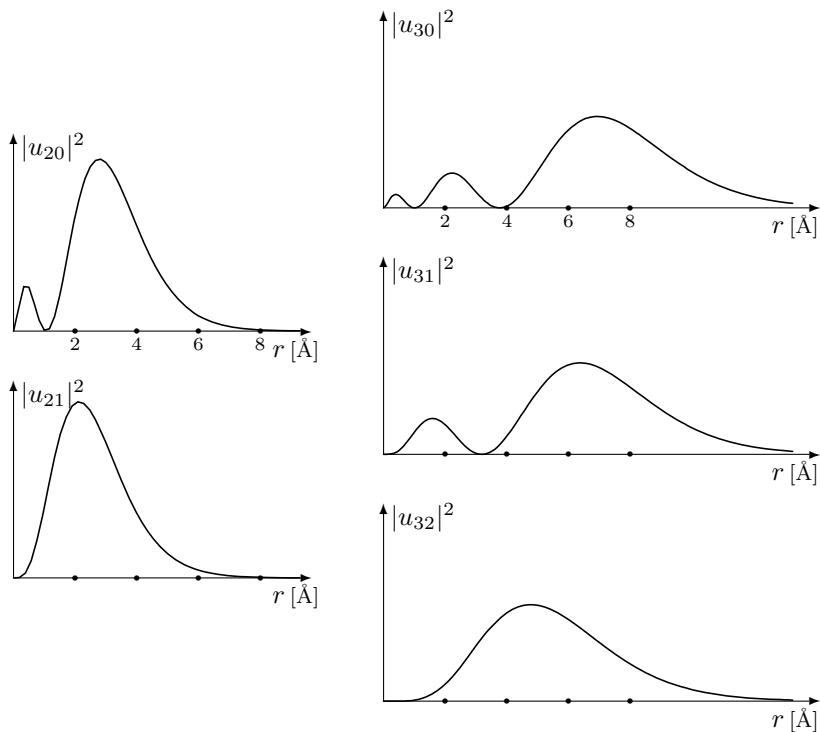 |u₂₀|²
2 4 6 8
r [Å]
|u₂₁|²
r [Å]
|u₃₀|²
2 4 6 8
r [Å]
|u₃₁|²
r [Å]
|u₃₂|²
r [Å]